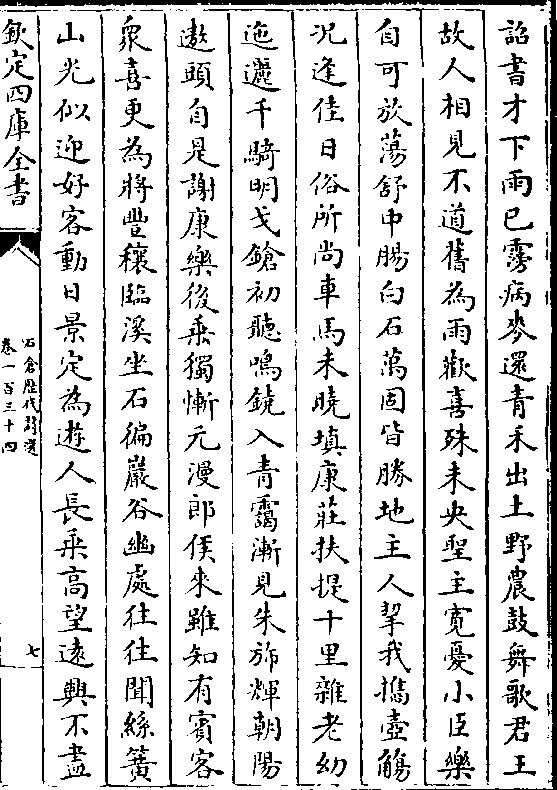 詔書才下雨已霶病麥還青禾出土野農鼓舞歌君王
故人相見不道舊為雨歡喜殊未央聖主寛憂小臣樂
自可放蕩舒中腸白石萬固皆勝地主人挈我攜壺觴
况逢佳日俗所尚車馬未曉填康莊扶提十里雜老幼
迤邐千騎明戈鎗初聽鳴鐃入青靄漸見朱斾輝朝陽
遨頭自是謝康樂後乗獨慚元漫郎傒來雖知有賓客
衆喜更為將豐穰臨溪坐石徧巖谷幽處往往聞絲簧
山光似迎好客動日景定為遊人長乗高望遠興不盡
欽定四庫全書
石倉歷代詩選
卷一百三十四
七